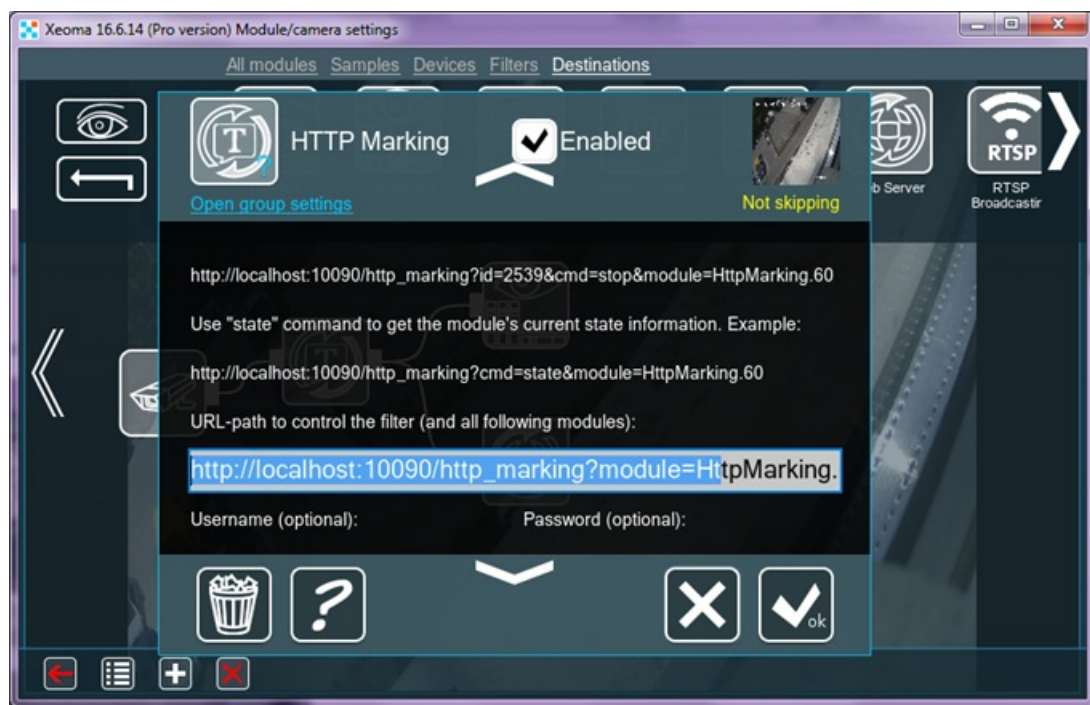 Xeoma 16.6.14 (Pro version) Module/camera settings
All modules Samples Devices Filters Destinations
HTTP Marking
Enabled
Open group settings
Not skipping
Server
RTSP
RTSP
Broadcastir
http://localhost:10090/http_marking?id=2539&cmd=stop&module=HttpMarking.60
Use "state" command to get the module's current state information. Example:
http://localhost:10090/http_marking?cmd=state&module=HttpMarking.60
URL-path to control the filter (and all following modules):
http://localhost:10090/http_marking?module=HttpMarking.
Username (optional): Password (optional):
ok